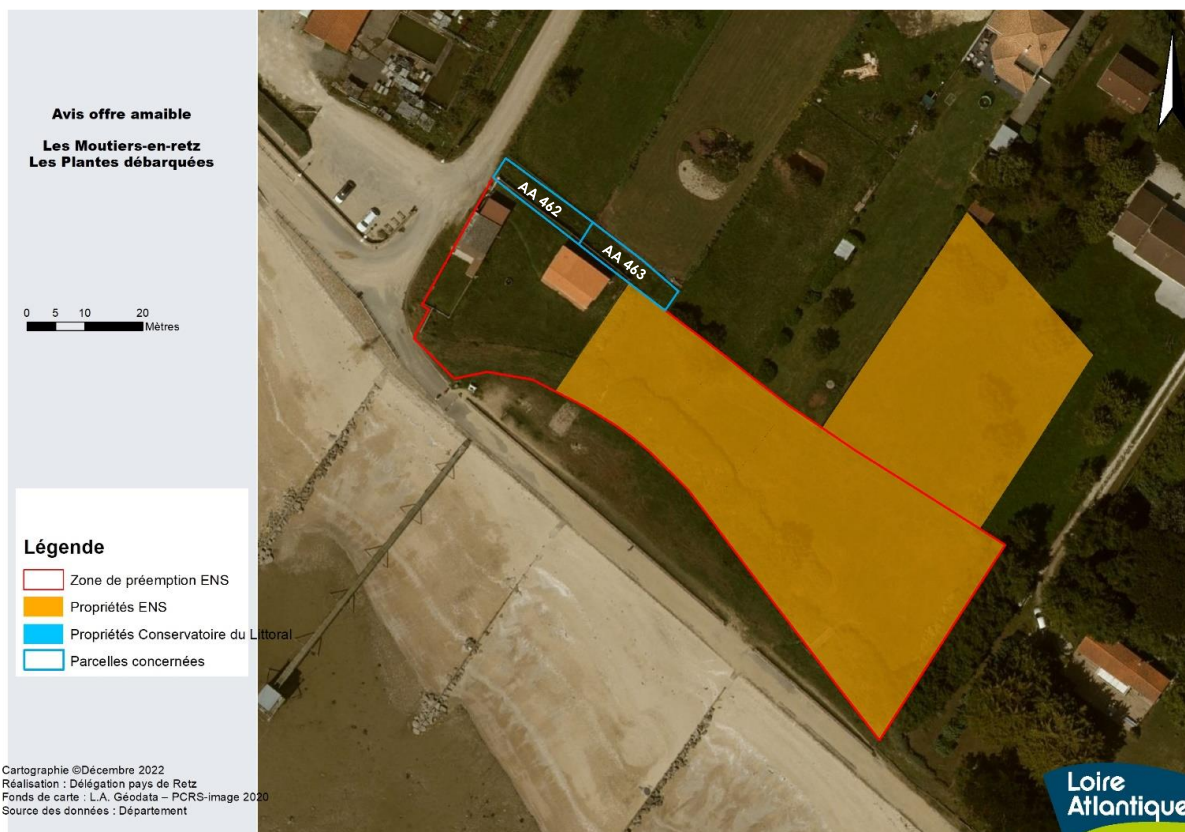 Avis offre amaible
Les Moutiers-en-retz
Les Plantes débarquées
0 5 10 20
Mètres
Légende
Zone de préemption ENS
Propriétés ENS
Propriétés Conservatoire du Littoral
Parcelles concernées
Cartographie ©Décembre 2022
Réalisation : Délégation pays de Retz
Fonds de carte : L.A. Géodata – PCRS-image 2020
Source des données : Département
AA 462
AA 463
Loire
Atlantique